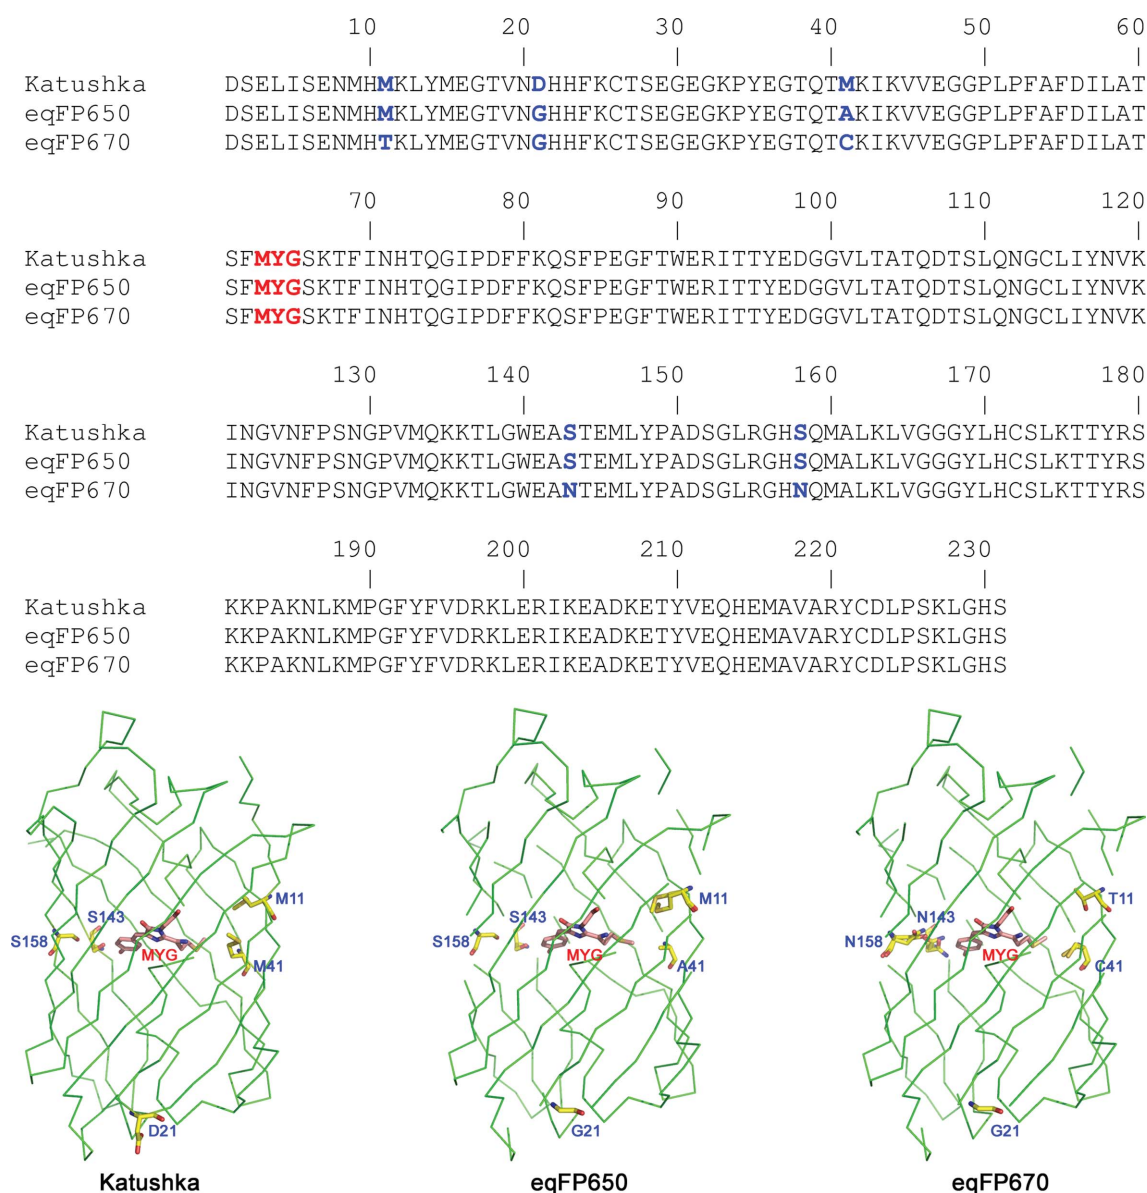 10 20 30 40 50 60
Katushka DSELISENMHMKLYMEGTVNDHHFKCTSEGEGKPYEGTQTMKIKVVEGGPLPFAFDILAT
eqFP650 DSELISENMHMKLYMEGTVNGHHFKCTSEGEGKPYEGTQTAKIKVVEGGPLPFAFDILAT
eqFP670 DSELISENMHTKLYMEGTVNGHHFKCTSEGEGKPYEGTQTCKIKVVEGGPLPFAFDILAT
70 80 90 100 110 120
Katushka SFMYGSKTFINHTQGIPDFFKQSFPEGFTWERITTYEDGGVLTATQDTSLQNGCLIYNVK
eqFP650 SFMYGSKTFINHTQGIPDFFKQSFPEGFTWERITTYEDGGVLTATQDTSLQNGCLIYNVK
eqFP670 SFMYGSKTFINHTQGIPDFFKQSFPEGFTWERITTYEDGGVLTATQDTSLQNGCLIYNVK
130 140 150 160 170 180
Katushka INGVNFPSNGPVMQKKTLGWEASTEMLYPADSGLRGHSQMALKLVGGGYLHCSLKTTYRS
eqFP650 INGVNFPSNGPVMQKKTLGWEASTEMLYPADSGLRGHSQMALKLVGGGYLHCSLKTTYRS
eqFP670 INGVNFPSNGPVMQKKTLGWEANTEMLYPADSGLRGHNQMALKLVGGGYLHCSLKTTYRS
190 200 210 220 230
Katushka KKPAKNLKMPGFYFVDRKLERIKEADKETYVEQHEMAVARYCDLPSKLGHS
eqFP650 KKPAKNLKMPGFYFVDRKLERIKEADKETYVEQHEMAVARYCDLPSKLGHS
eqFP670 KKPAKNLKMPGFYFVDRKLERIKEADKETYVEQHEMAVARYCDLPSKLGHS
M11
S143
S158
MYG
M41
D21
Katushka
M11
S143
S158
MYG
A41
G21
eqFP650
T11
N143
N158
MYG
C41
G21
eqFP670